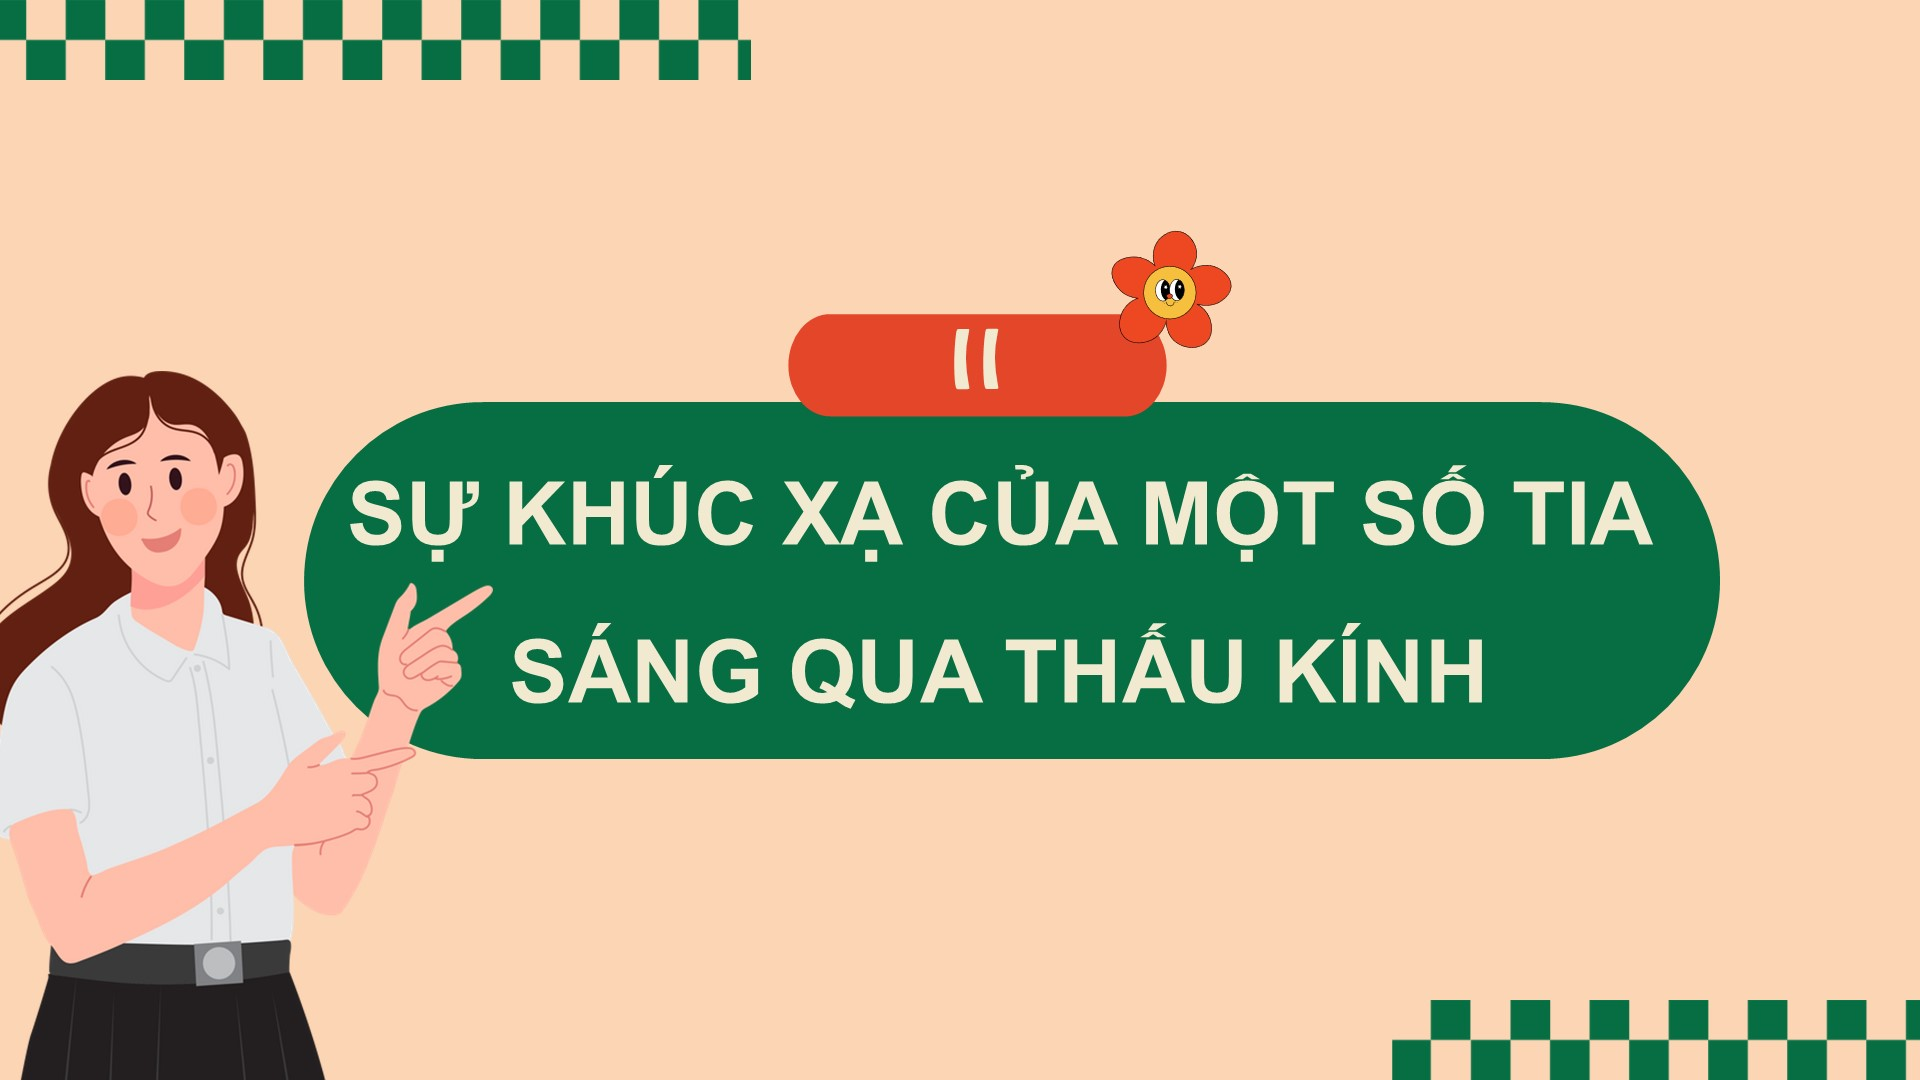 II
SỰ KHÚC XẠ CỦA MỘT SỐ TIA
SÁNG QUA THẤU KÍNH